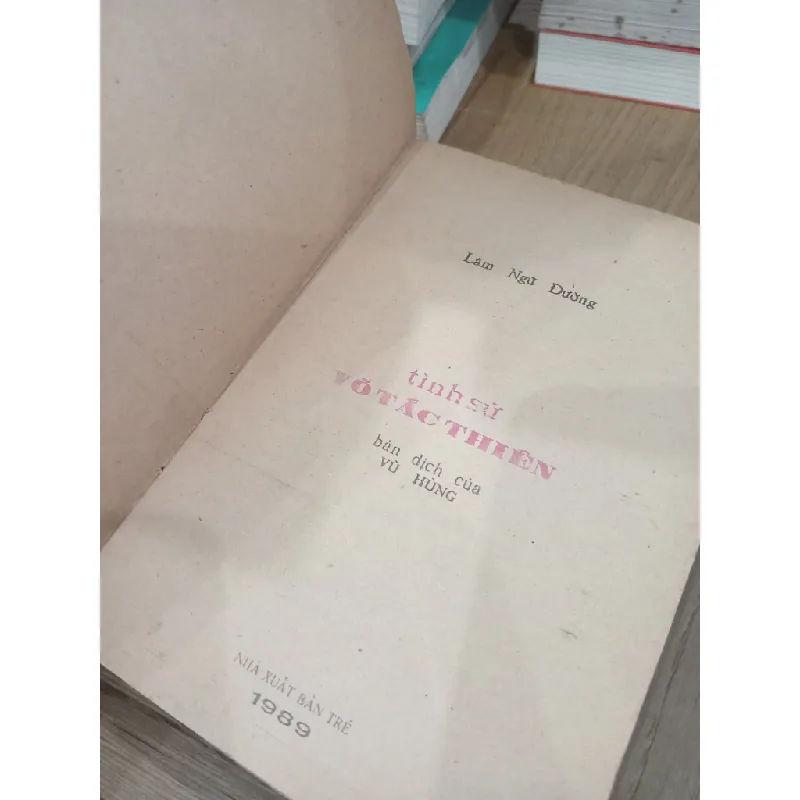 Lâm Ngữ Đường
tình sử
VÕ TẮC THIÊN
bản dịch của
VŨ HÙNG
NHÀ XUẤT BẢN TRẺ
1989